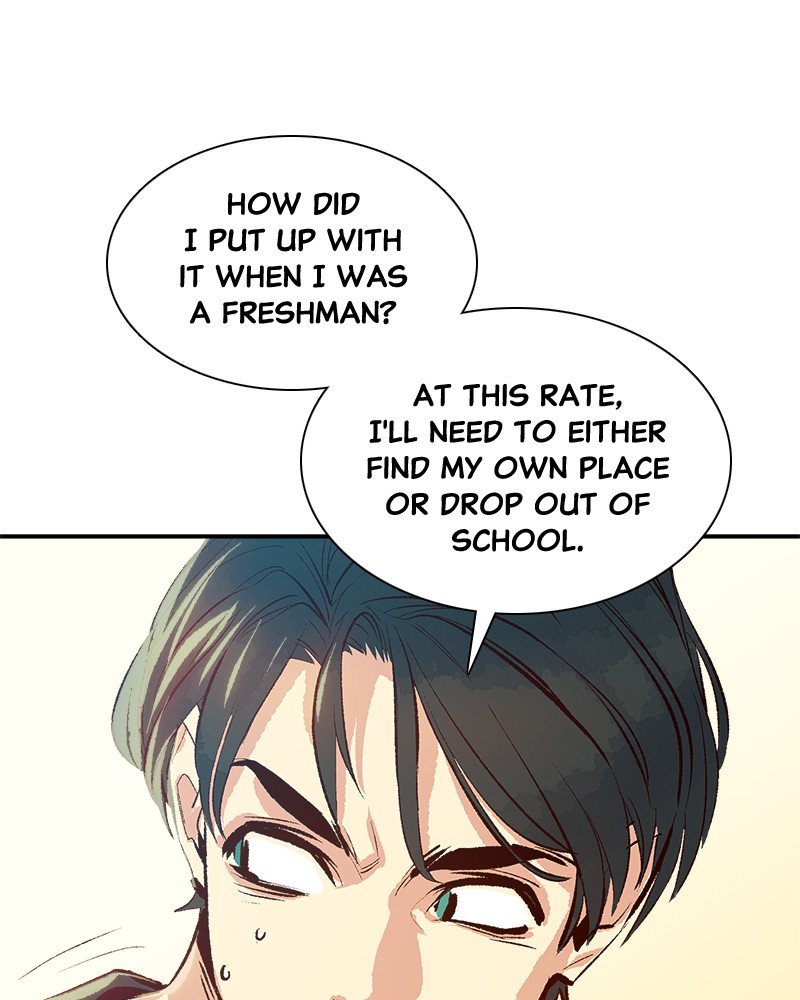 HOW DID
I PUT UP WITH
IT WHEN I WAS
A FRESHMAN?
AT THIS RATE,
I'LL NEED TO EITHER
FIND MY OWN PLACE
OR DROP OUT OF
SCHOOL.